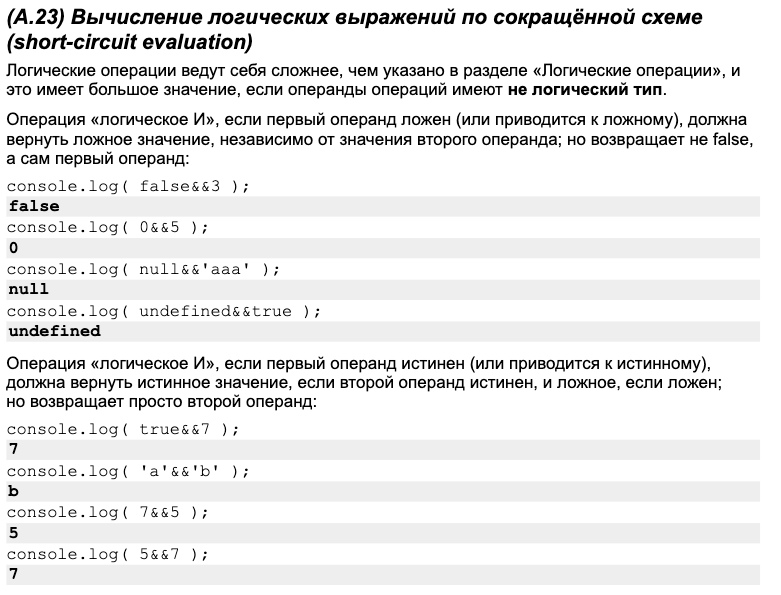 (A.23) Вычисление логических выражений по сокращённой схеме
(short-circuit evaluation)
Логические операции ведут себя сложнее, чем указано в разделе «Логические операции», и
это имеет большое значение, если операнды операций имеют не логический тип.
Операция «логическое И», если первый операнд ложен (или приводится к ложному), должна
вернуть ложное значение, независимо от значения второго операнда; но возвращает не false,
а сам первый операнд:
console.log( false&&3 );
false
console.log( 0&&5 );
0
console.log( null&&'aaa' );
null
console.log( undefined&&true );
undefined
Операция «логическое И», если первый операнд истинен (или приводится к истинному),
должна вернуть истинное значение, если второй операнд истинен, и ложное, если ложен;
но возвращает просто второй операнд:
console.log( true&&7 );
7
console.log( 'a'&&'b' );
b
console.log( 7&&5 );
5
console.log( 5&&7 );
7